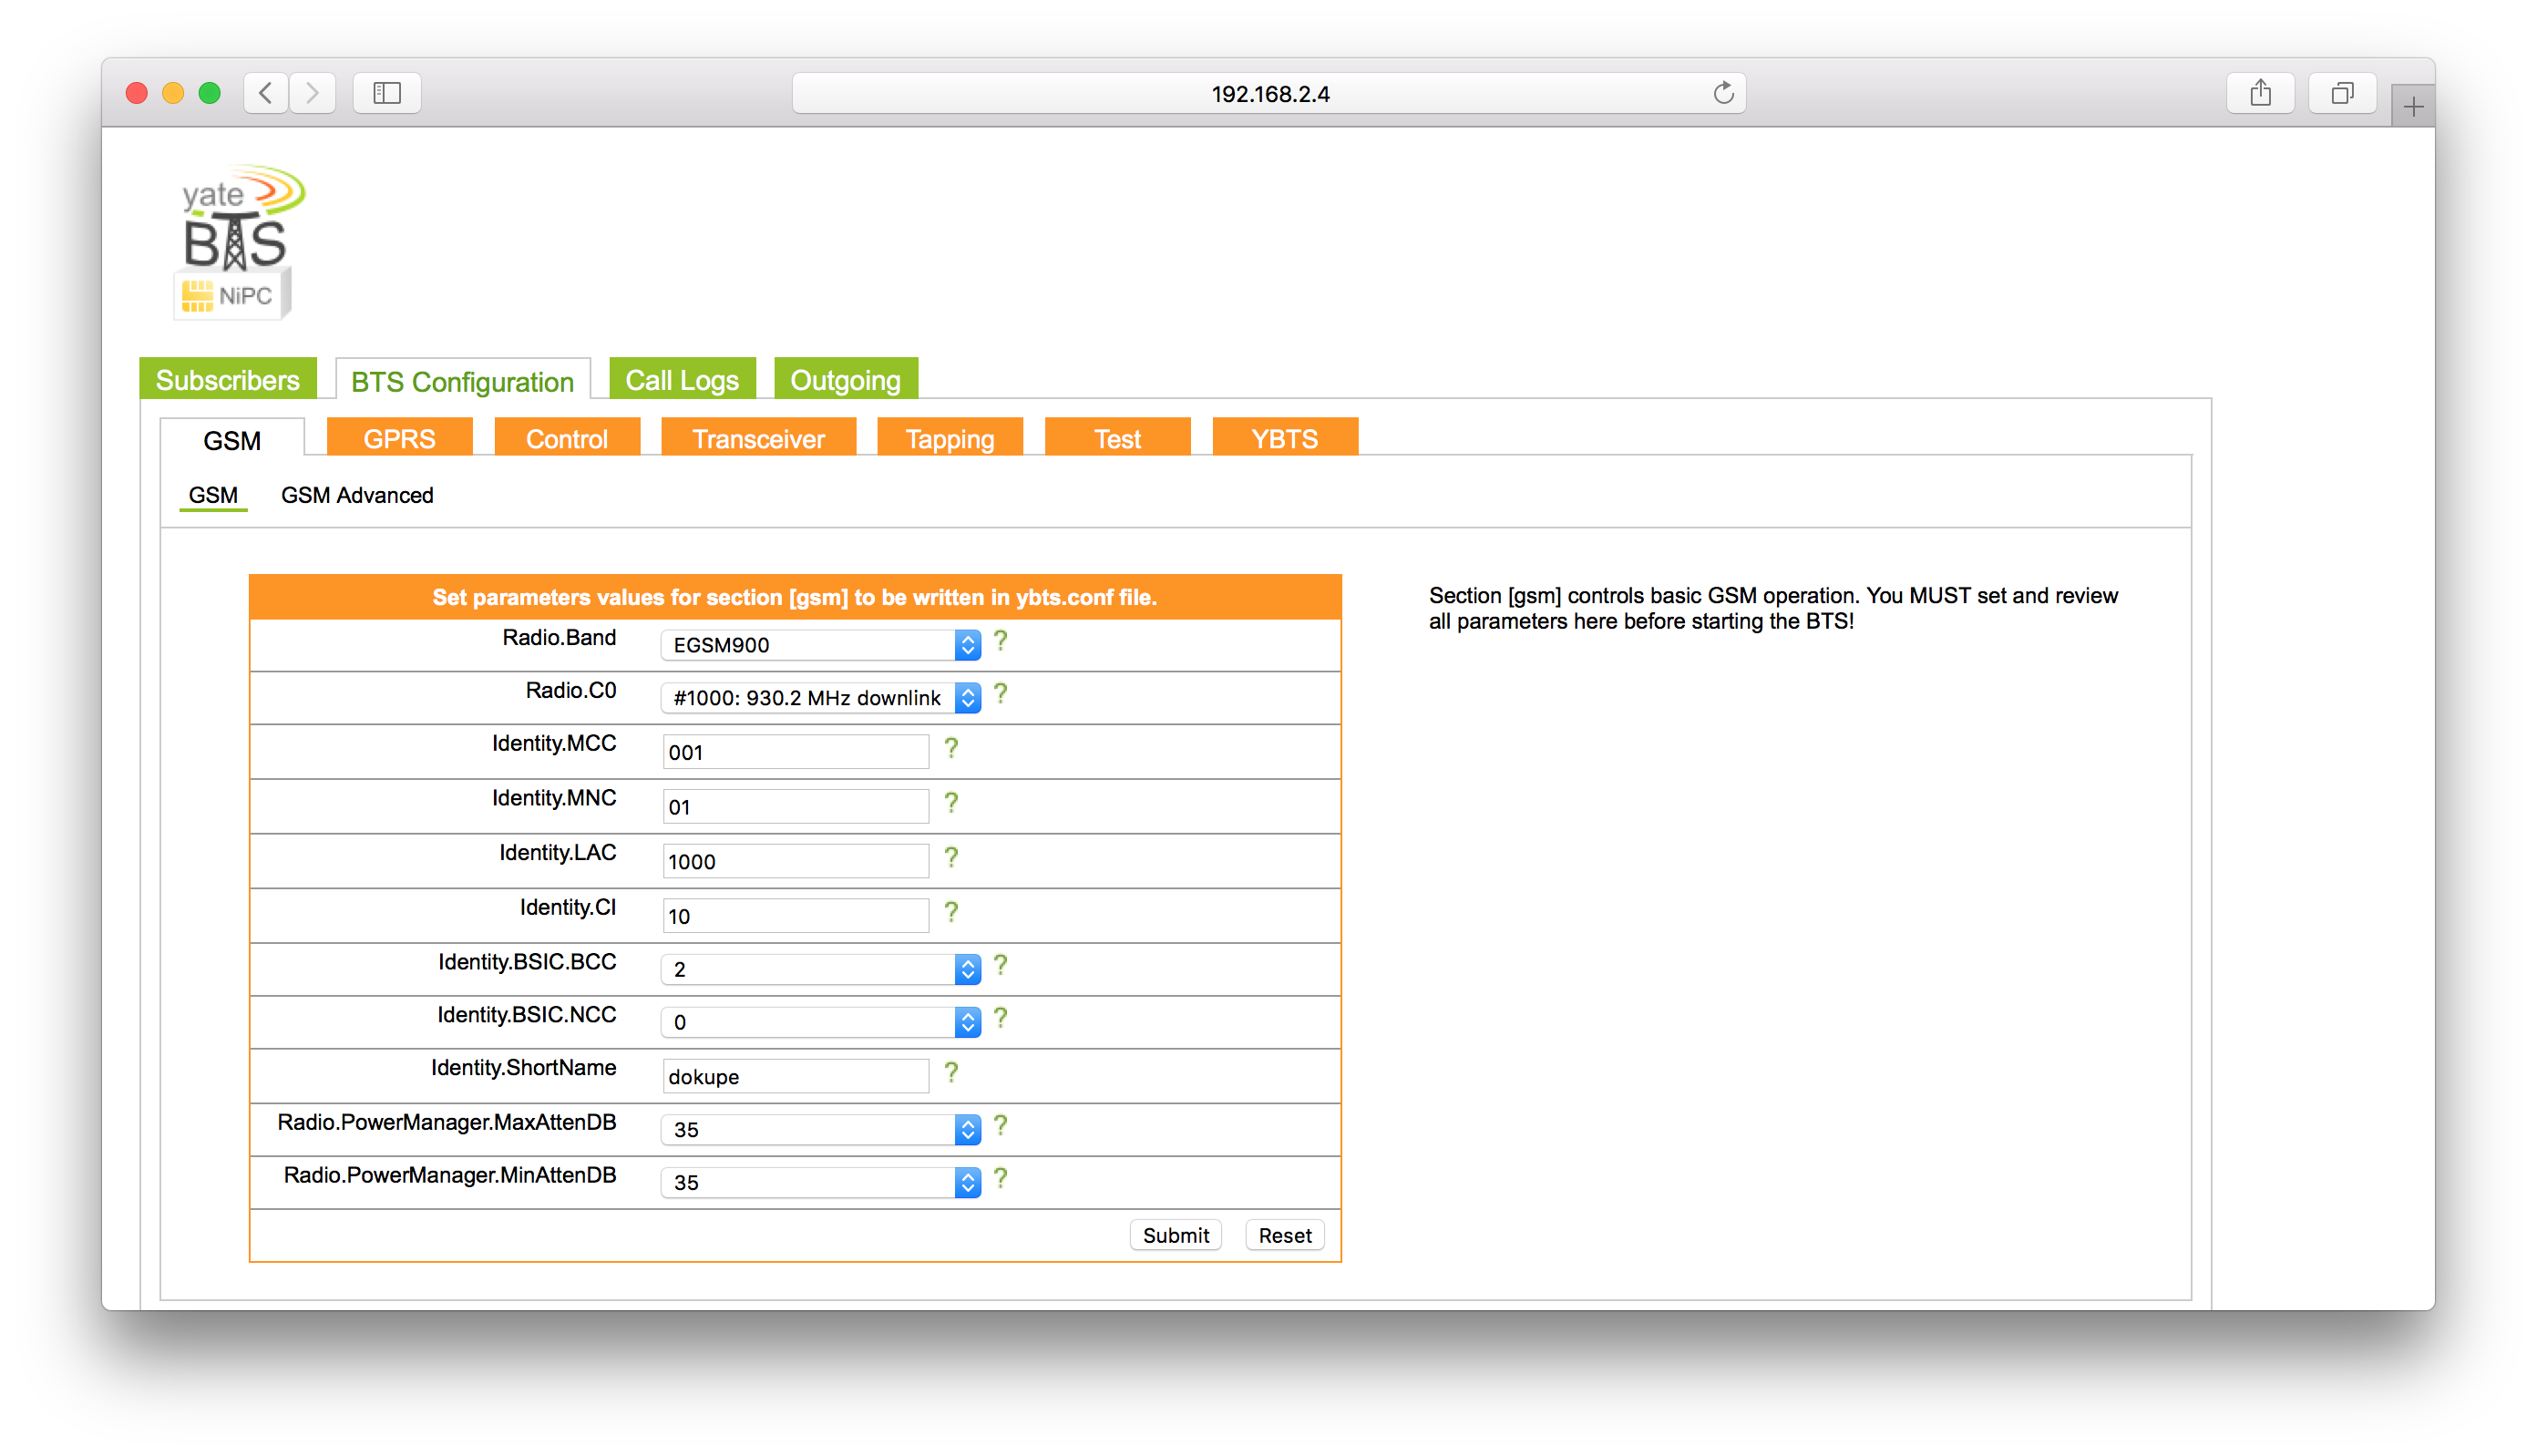 192.168.2.4
yate
BTS
NiPC
Subscribers BTS Configuration Call Logs Outgoing
GSM GPRS Control Transceiver Tapping Test YBTS
GSM GSM Advanced
Set parameters values for section [gsm] to be written in ybts.conf file.
Radio.Band EGSM900 ?
Radio.C0 #1000: 930.2 MHz downlink ?
Identity.MCC 001 ?
Identity.MNC 01 ?
Identity.LAC 1000 ?
Identity.CI 10 ?
Identity.BSIC.BCC 2 ?
Identity.BSIC.NCC 0 ?
Identity.ShortName dokupe ?
Radio.PowerManager.MaxAttenDB 35 ?
Radio.PowerManager.MinAttenDB 35 ?
Submit Reset
Section [gsm] controls basic GSM operation. You MUST set and review
all parameters here before starting the BTS!